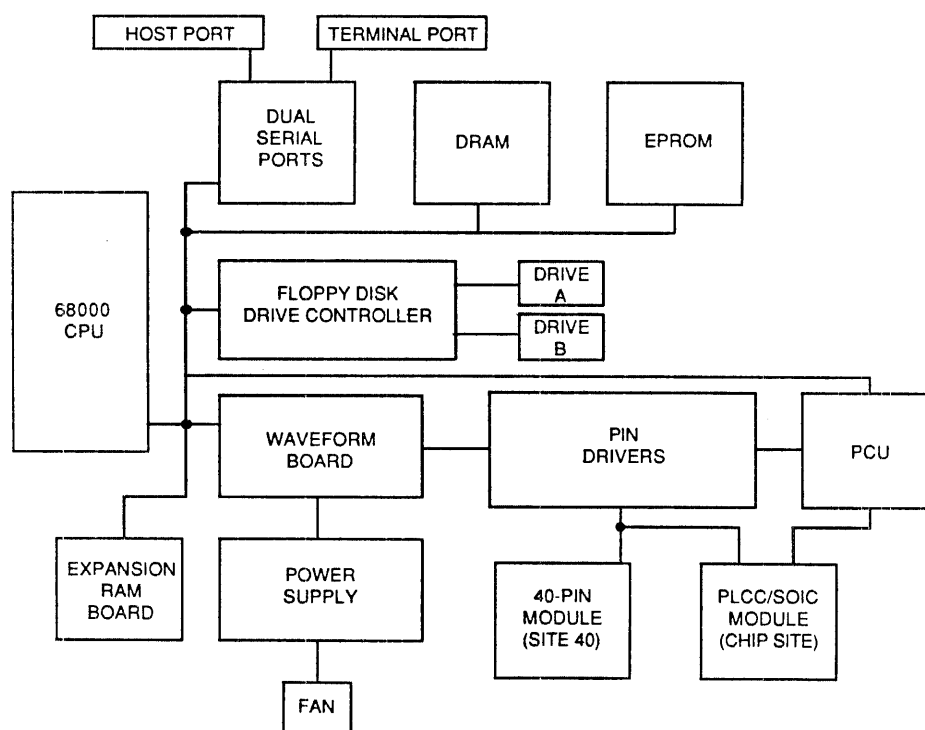 HOST PORT
TERMINAL PORT
DUAL
SERIAL
PORTS
DRAM
EPROM
68000
CPU
FLOPPY DISK
DRIVE CONTROLLER
DRIVE
A
DRIVE
B
WAVEFORM
BOARD
PIN
DRIVERS
PCU
EXPANSION
RAM
BOARD
POWER
SUPPLY
40-PIN
MODULE
(SITE 40)
PLCC/SOIC
MODULE
(CHIP SITE)
FAN